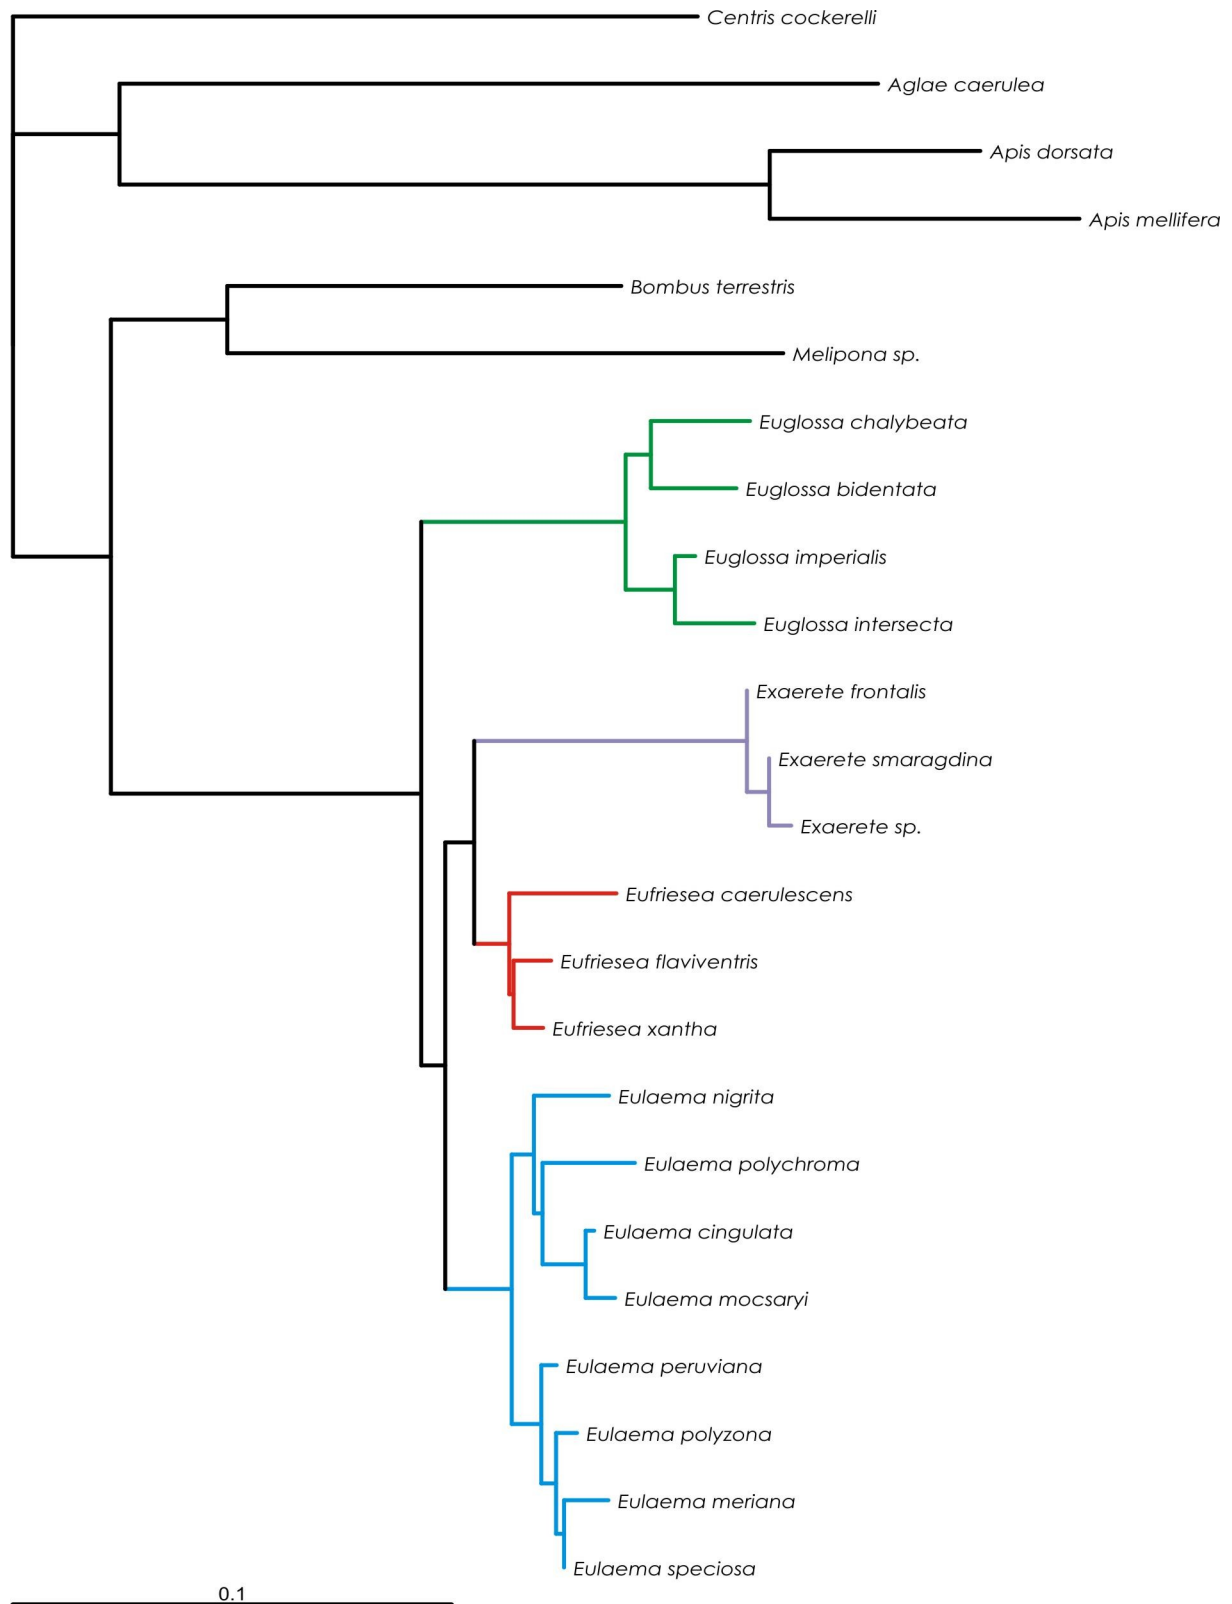 Centris cockerelli
Aglae caerulea
Apis dorsata
Apis mellifera
Bombus terrestris
Melipona sp.
Euglossa chalybeata
Euglossa bidentata
Euglossa imperialis
Euglossa intersecta
Exaerete frontalis
Exaerete smaragdina
Exaerete sp.
Eufriesea caerulescens
Eufriesea flaviventris
Eufriesea xantha
Eulaema nigrita
Eulaema polychroma
Eulaema cingulata
Eulaema mocsaryi
Eulaema peruviana
Eulaema polyzona
Eulaema meriana
Eulaema speciosa
0.1